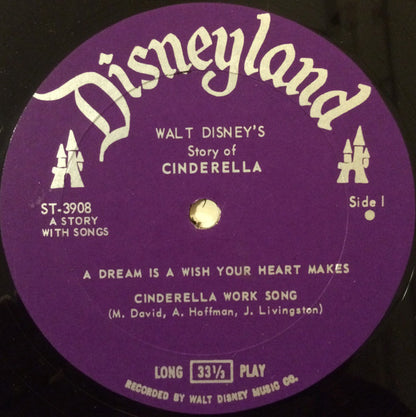 Disneyland
WALT DISNEY'S
Story of
CINDERELLA
ST-3908
A STORY
WITH SONGS
Side 1
A DREAM IS A WISH YOUR HEART MAKES
CINDERELLA WORK SONG
(M. David, A. Hoffman, J. Livingston)
LONG 33⅓ PLAY
RECORDED BY WALT DISNEY MUSIC CO.